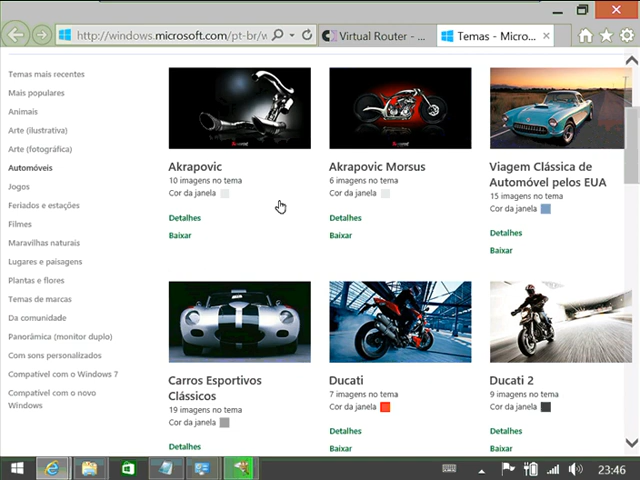 http://windows.microsoft.com/pt-br/w
Virtual Router - ...
Temas - Micro...
Temas mais recentes
Mais populares
Animais
Arte (ilustrativa)
Arte (fotográfica)
Automóveis
Jogos
Feriados e estações
Filmes
Maravilhas naturais
Lugares e paisagens
Plantas e flores
Temas de marcas
Da comunidade
Panorâmica (monitor duplo)
Com sons personalizados
Compatível com o Windows 7
Compatível com o novo
Windows
Akrapovic
10 imagens no tema
Cor da janela
Detalhes
Baixar
Akrapovic Morsus
6 imagens no tema
Cor da janela
Detalhes
Baixar
Viagem Clássica de
Automóvel pelos EUA
15 imagens no tema
Cor da janela
Detalhes
Baixar
Carros Esportivos
Clássicos
19 imagens no tema
Cor da janela
Detalhes
Ducati
7 imagens no tema
Cor da janela
Detalhes
Baixar
Ducati 2
9 imagens no tema
Cor da janela
Detalhes
Baixar
23:46